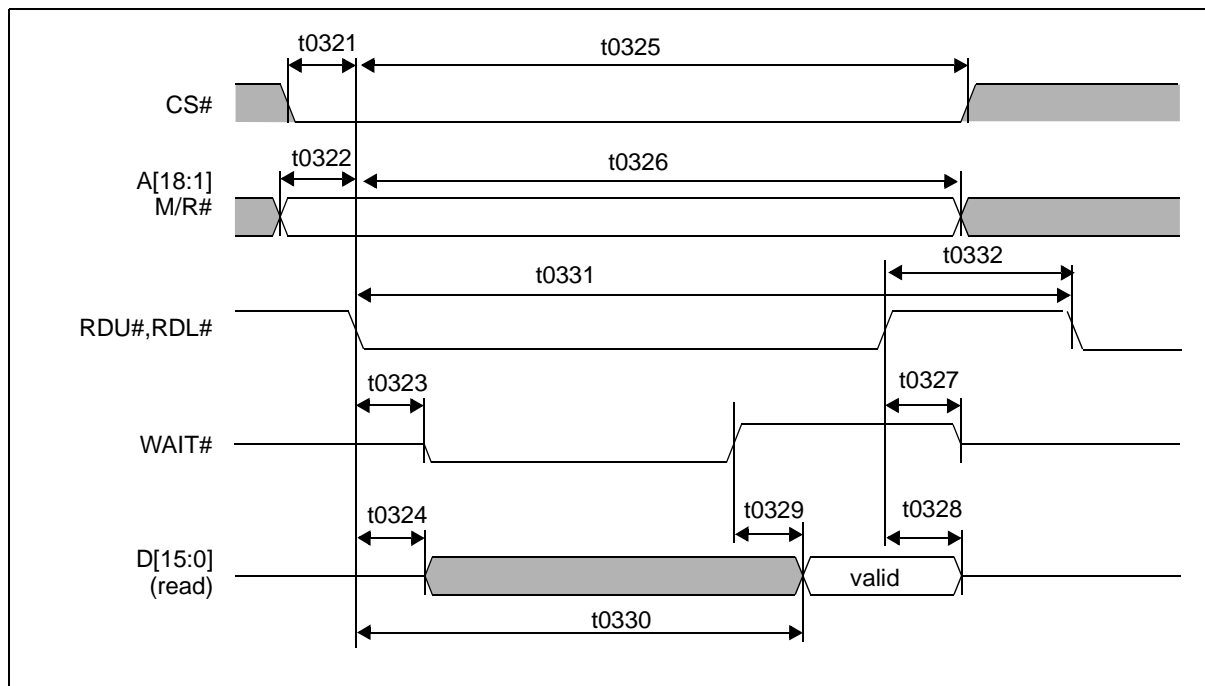 t0321
t0325
CS#
t0322
t0326
A[18:1]
M/R#
t0332
t0331
RDU#,RDL#
t0323
t0327
WAIT#
t0324
t0329
t0328
D[15:0]
(read)
valid
t0330